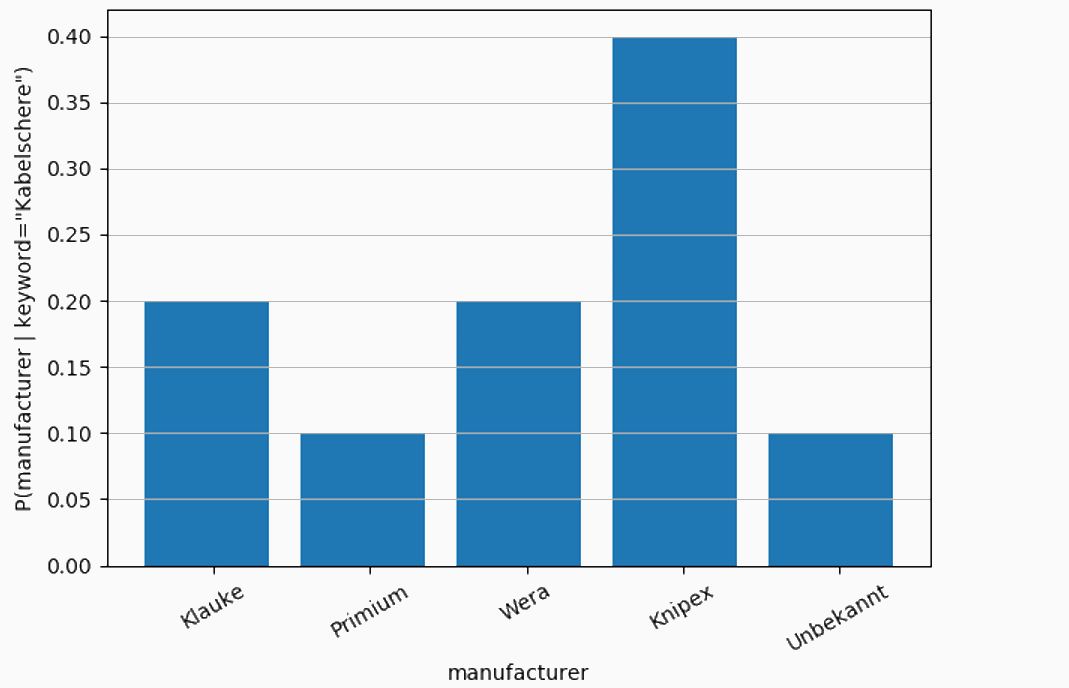 0.40
0.35
0.30
0.25
0.20
0.15
0.10
0.05
0.00
P(manufacturer | keyword="Kabelschere")
Klauke
Primium
Wera
Knipex
Unbekannt
manufacturer